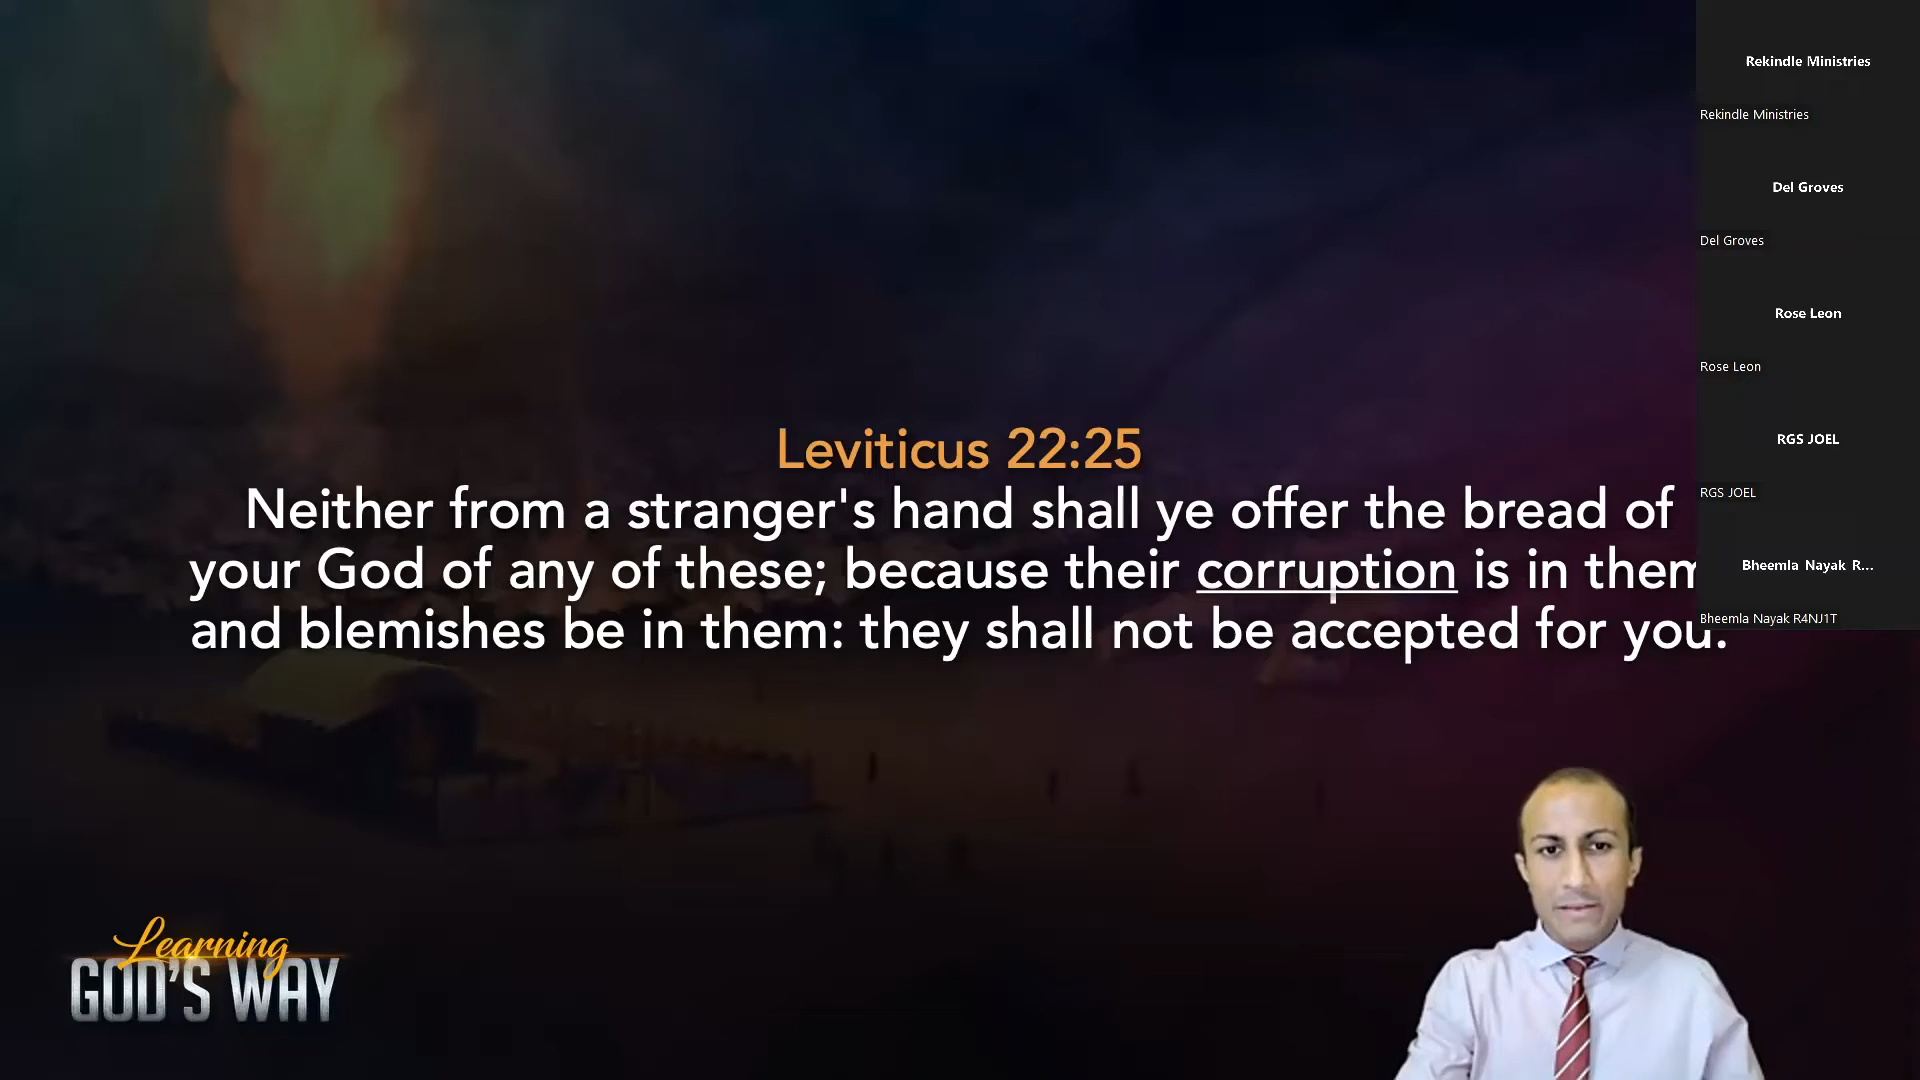 Leviticus 22:25
Neither from a stranger's hand shall ye offer the bread of
your God of any of these; because their corruption is in them
and blemishes be in them: they shall not be accepted for you.
Learning
GOD'S WAY
Rekindle Ministries
Rekindle Ministries
Del Groves
Del Groves
Rose Leon
Rose Leon
RGS JOEL
RGS JOEL
Bheemla Nayak R...
Bheemla Nayak R4NJ1T